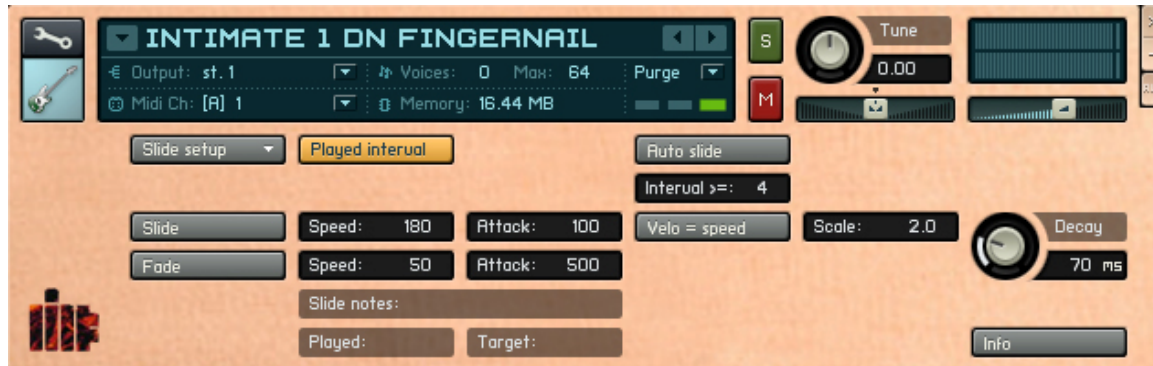 INTIMATE 1 DN FINGERNAIL
S
Tune
Output: st.1
Voices: 0 Max: 64
Purge
0.00
Midi Ch: [A] 1
Memory: 16.44 MB
M
Slide setup
Played interval
Auto slide
Interval >=: 4
Slide
Speed: 180
Attack: 100
Velo = speed
Scale: 2.0
Decay
Fade
Speed: 50
Attack: 500
70 ms
Slide notes:
Played:
Target:
Info